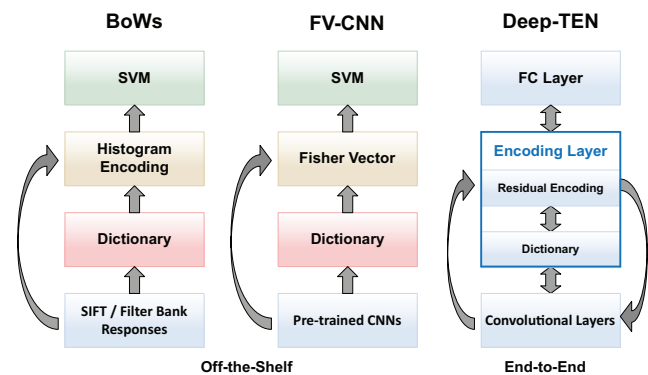 BoWs
SVM
Histogram
Encoding
Dictionary
SIFT / Filter Bank
Responses
FV-CNN
SVM
Fisher Vector
Dictionary
Pre-trained CNNs
Off-the-Shelf
Deep-TEN
FC Layer
Encoding Layer
Residual Encoding
Dictionary
Convolutional Layers
End-to-End